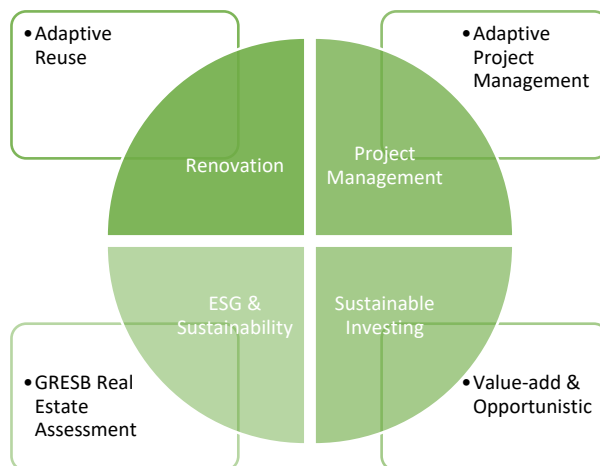 •Adaptive
Reuse
•Adaptive
Project
Management
Renovation
Project
Management
ESG &
Sustainability
Sustainable
Investing
•GRESB Real
Estate
Assessment
•Value-add &
Opportunistic